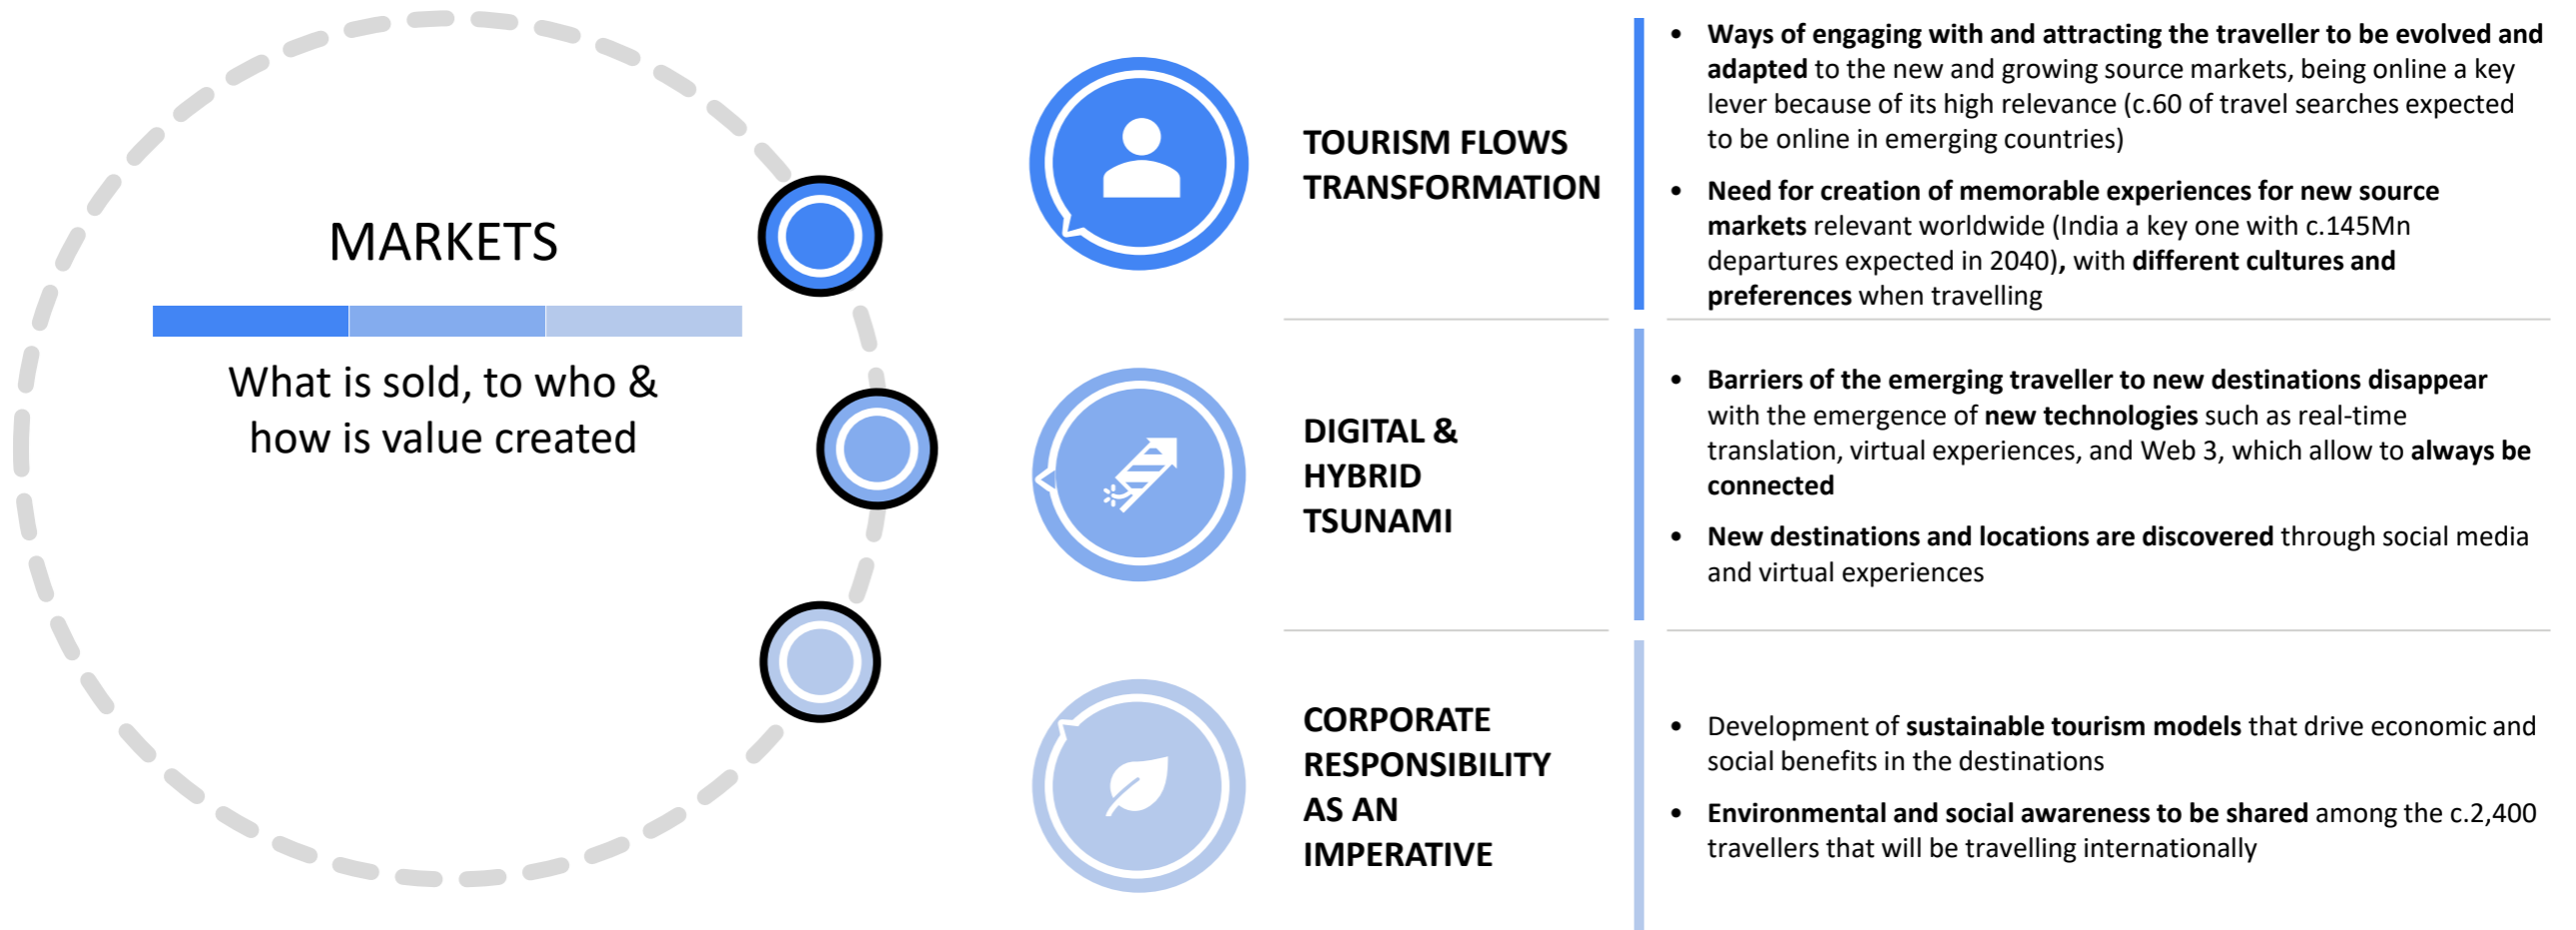 MARKETS
What is sold, to who &
how is value created
TOURISM FLOWS
TRANSFORMATION
• Ways of engaging with and attracting the traveller to be evolved and
adapted to the new and growing source markets, being online a key
lever because of its high relevance (c.60 of travel searches expected
to be online in emerging countries)
• Need for creation of memorable experiences for new source
markets relevant worldwide (India a key one with c.145Mn
departures expected in 2040), with different cultures and
preferences when travelling
DIGITAL &
HYBRID
TSUNAMI
• Barriers of the emerging traveller to new destinations disappear
with the emergence of new technologies such as real-time
translation, virtual experiences, and Web 3, which allow to always be
connected
• New destinations and locations are discovered through social media
and virtual experiences
CORPORATE
RESPONSIBILITY
AS AN
IMPERATIVE
• Development of sustainable tourism models that drive economic and
social benefits in the destinations
• Environmental and social awareness to be shared among the c.2,400
travellers that will be travelling internationally